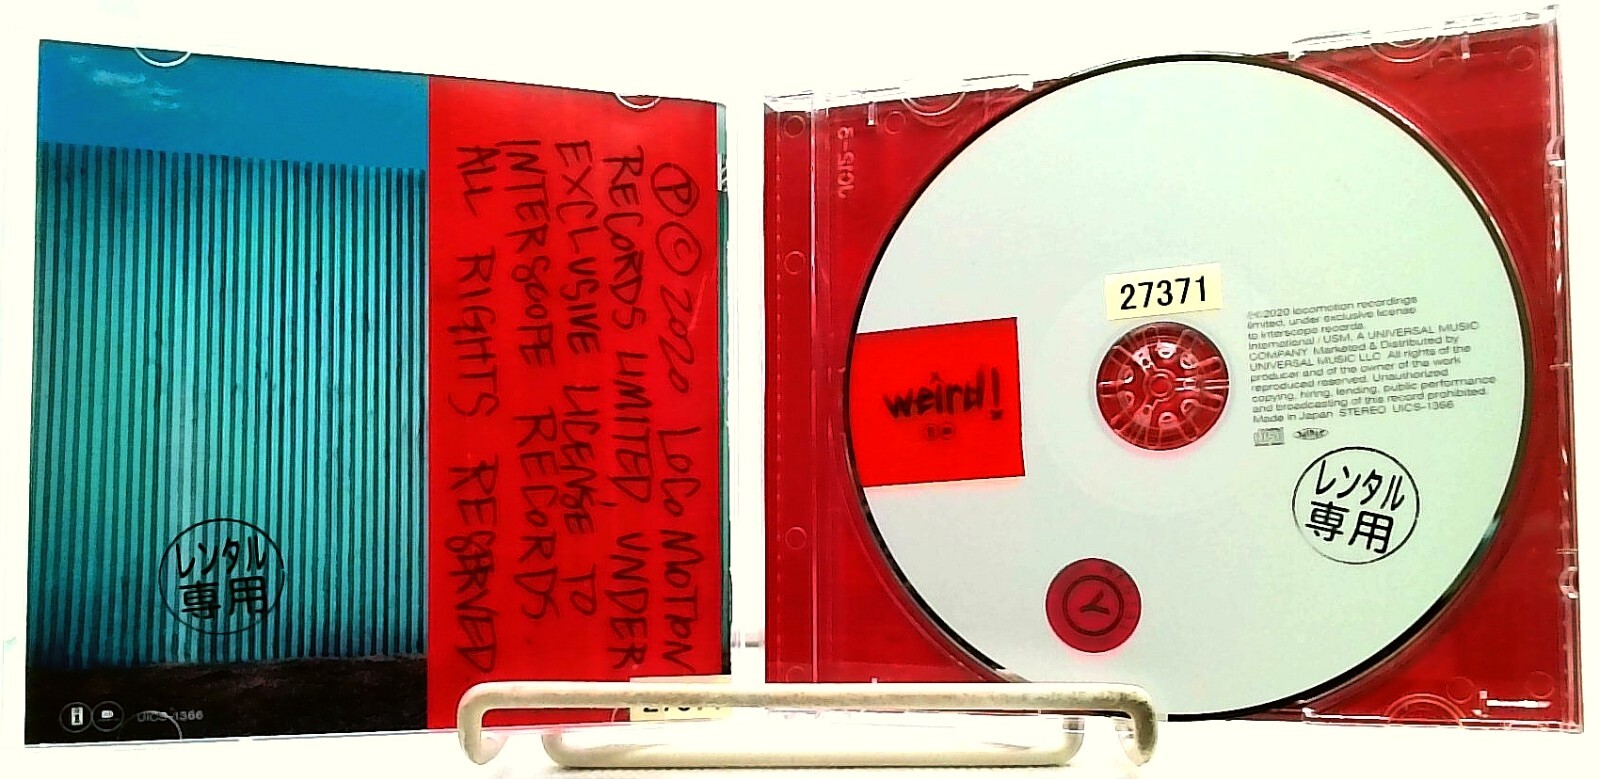 Ⓟ©2020 LOCOMOTION
RECORDS LIMITED, UNDER
EXCLUSIVE LICENSE TO
INTERSCOPE RECORDS
ALL RIGHTS RESERVED
レンタル
専用
UICS-1366
27371
weird!
Ⓟ©2020 locomotion recordings
limited, under exclusive license
to Interscope records.
International / USM, A UNIVERSAL MUSIC
COMPANY. Marketed & Distributed by
UNIVERSAL MUSIC LLC. All rights of the
producer and of the owner of the work
reproduced reserved. Unauthorized
copying, hiring, lending, public performance
and broadcasting of this record prohibited.
Made in Japan STEREO UICS-1366
レンタル
専用